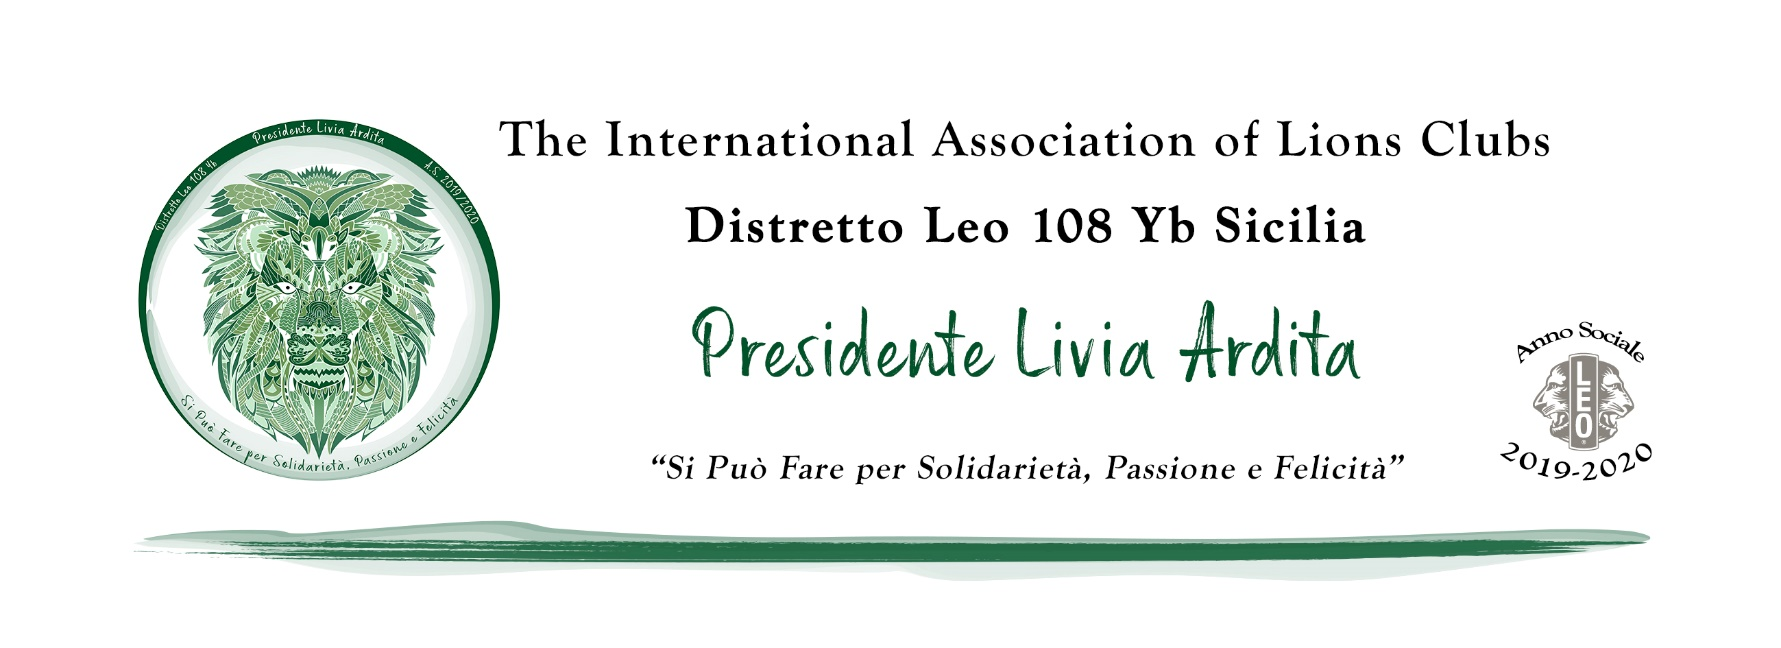 Presidente Livia Ardita
Distretto Leo 108 Yb
A.S. 2019/2020
Si Può Fare per Solidarietà, Passione e Felicità
The International Association of Lions Clubs
Distretto Leo 108 Yb Sicilia
Presidente Livia Ardita
“Si Può Fare per Solidarietà, Passione e Felicità”
Anno Sociale
LEO
2019-2020